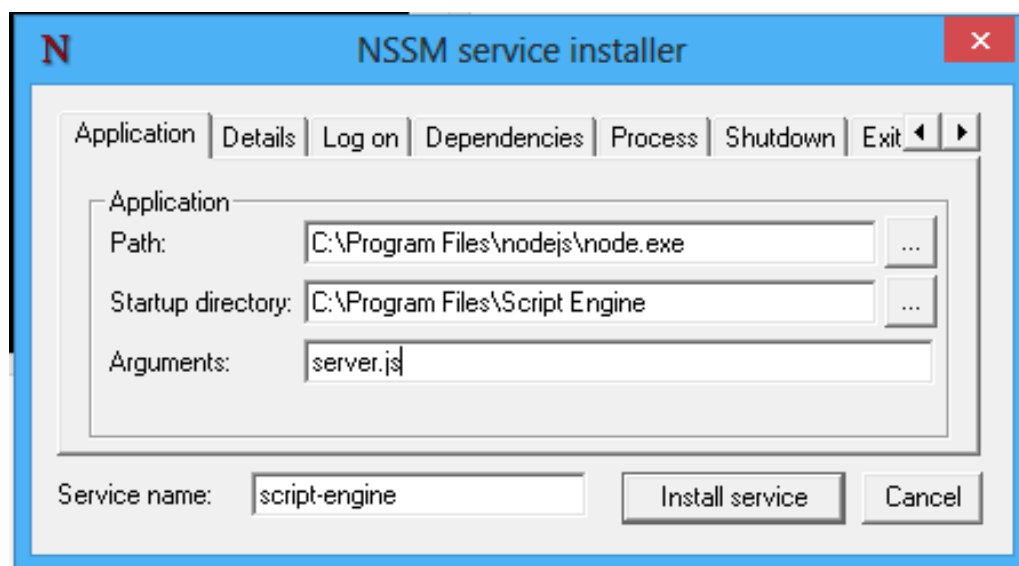 N NSSM service installer ×
Application Details Log on Dependencies Process Shutdown Exit
Application
Path: C:\Program Files\nodejs\node.exe ...
Startup directory: C:\Program Files\Script Engine ...
Arguments: server.js
Service name: script-engine Install service Cancel